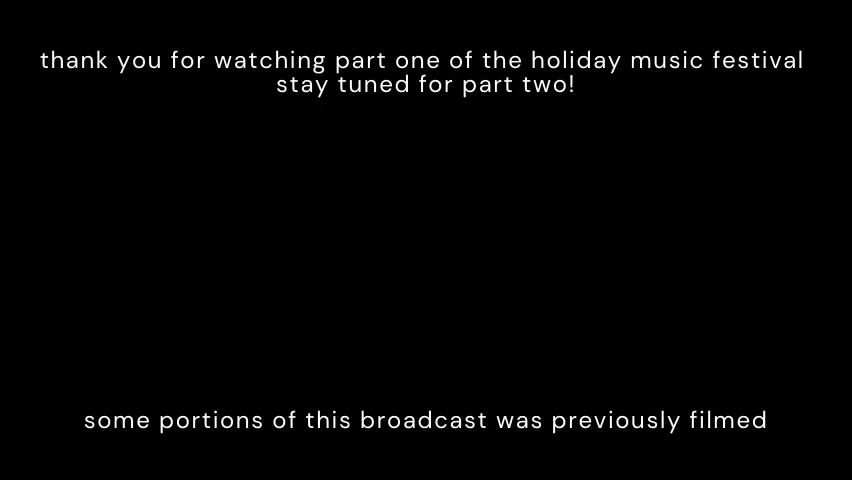 thank you for watching part one of the holiday music festival
stay tuned for part two!
some portions of this broadcast was previously filmed